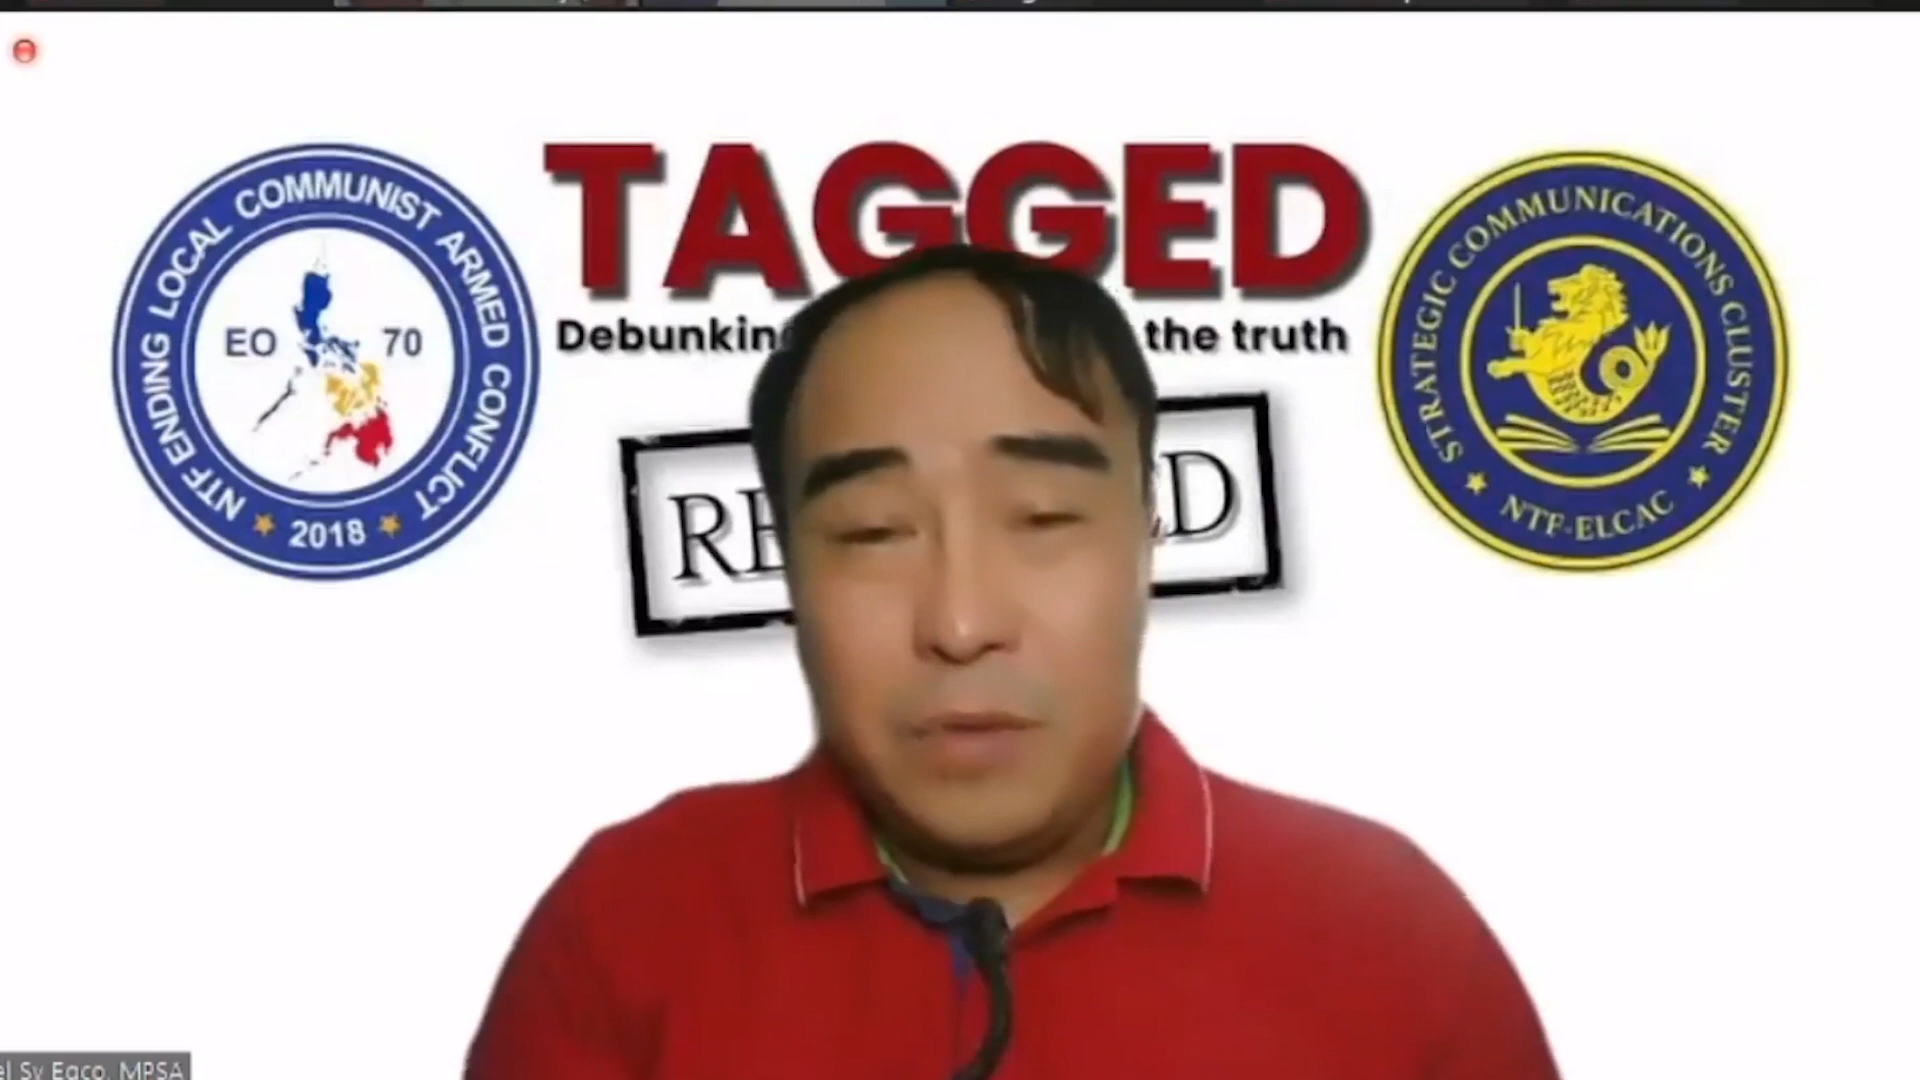 NTF ENDING LOCAL COMMUNIST ARMED CONFLICT
EO 70
2018
TAGGED
Debunkin the truth
RE ED
STRATEGIC COMMUNICATIONS CLUSTER
NTF-ELCAC
el Sy Egco, MPSA